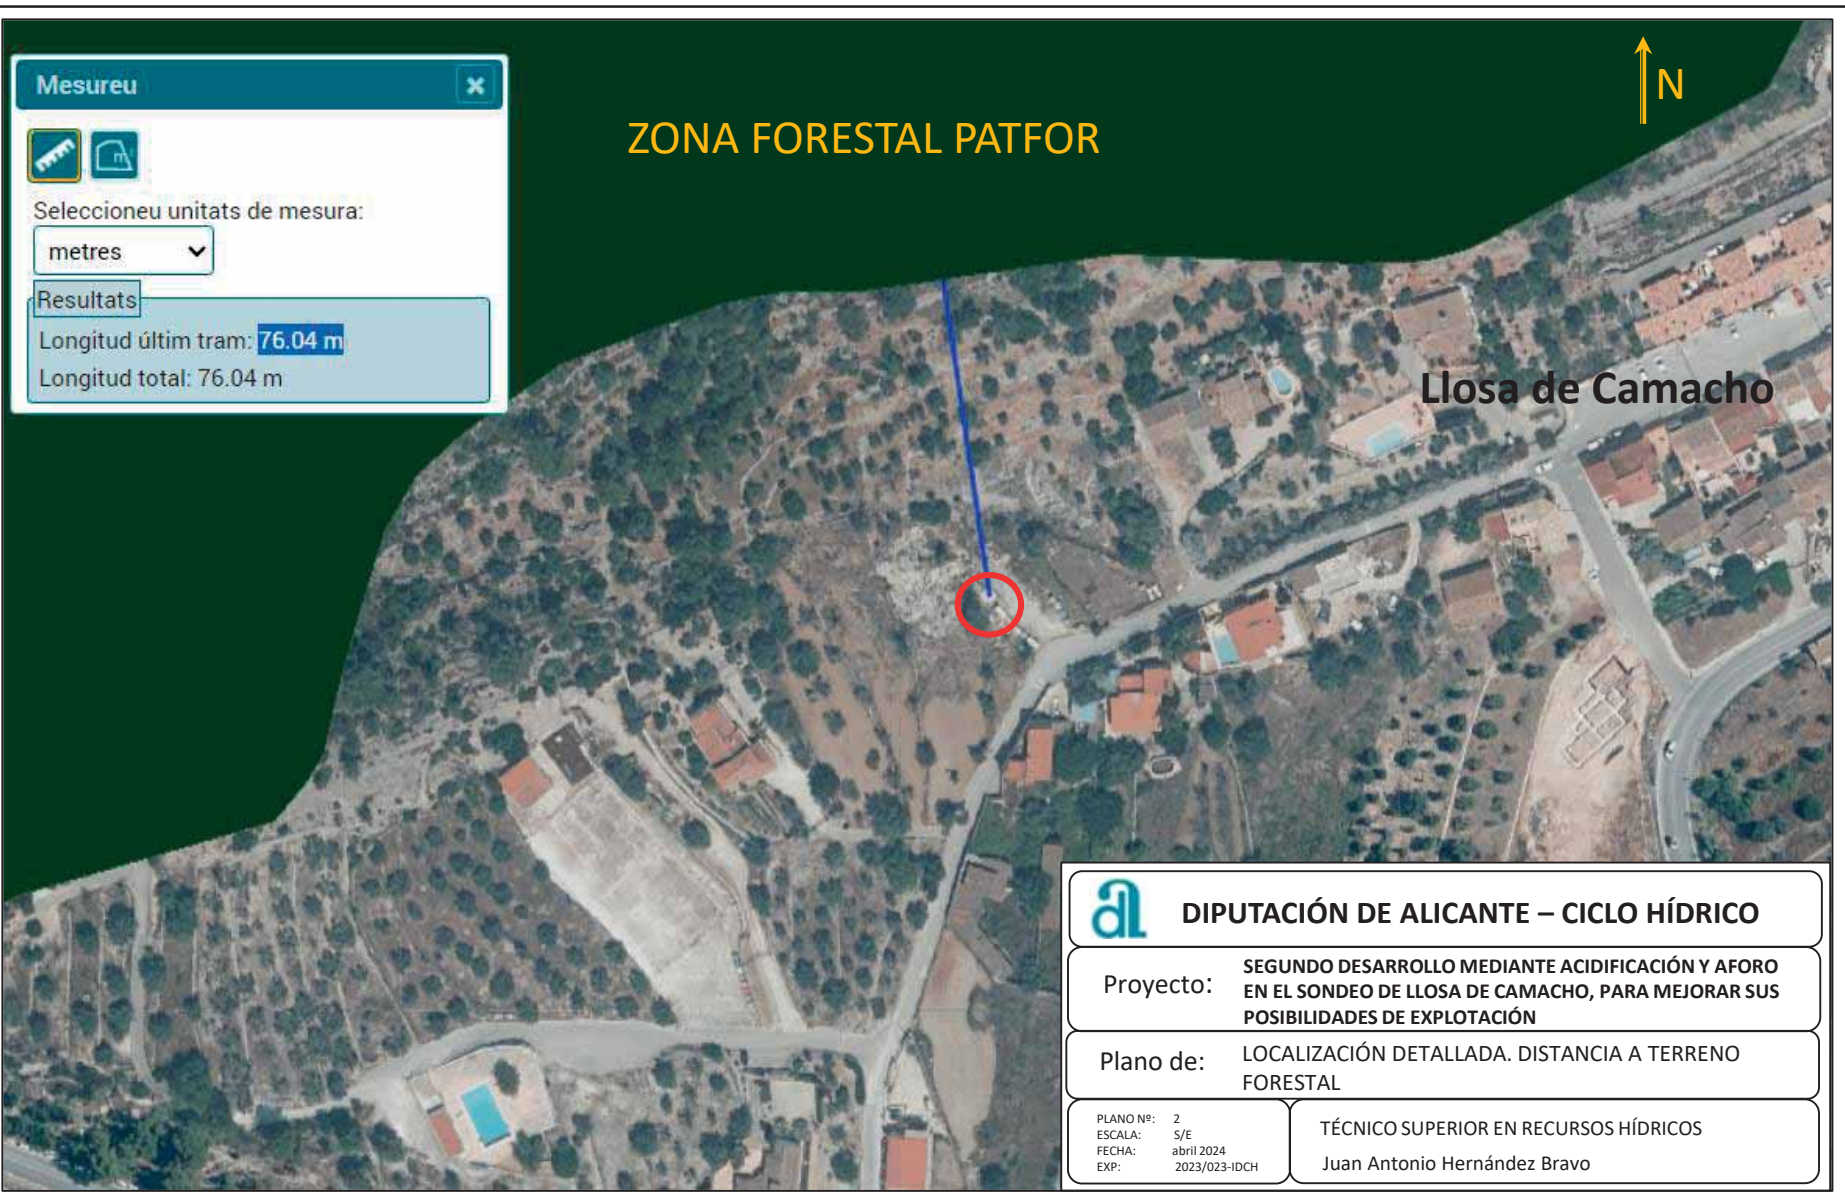 Mesureu
Seleccioneu unitats de mesura:
metres
Resultats
Longitud últim tram: 76.04 m
Longitud total: 76.04 m
ZONA FORESTAL PATFOR
N
Llosa de Camacho
al
DIPUTACIÓN DE ALICANTE – CICLO HÍDRICO
Proyecto: SEGUNDO DESARROLLO MEDIANTE ACIDIFICACIÓN Y AFORO
EN EL SONDEO DE LLOSA DE CAMACHO, PARA MEJORAR SUS
POSIBILIDADES DE EXPLOTACIÓN
Plano de: LOCALIZACIÓN DETALLADA. DISTANCIA A TERRENO
FORESTAL
PLANO Nº: 2
ESCALA: S/E
FECHA: abril 2024
EXP: 2023/023-IDCH
TÉCNICO SUPERIOR EN RECURSOS HÍDRICOS
Juan Antonio Hernández Bravo